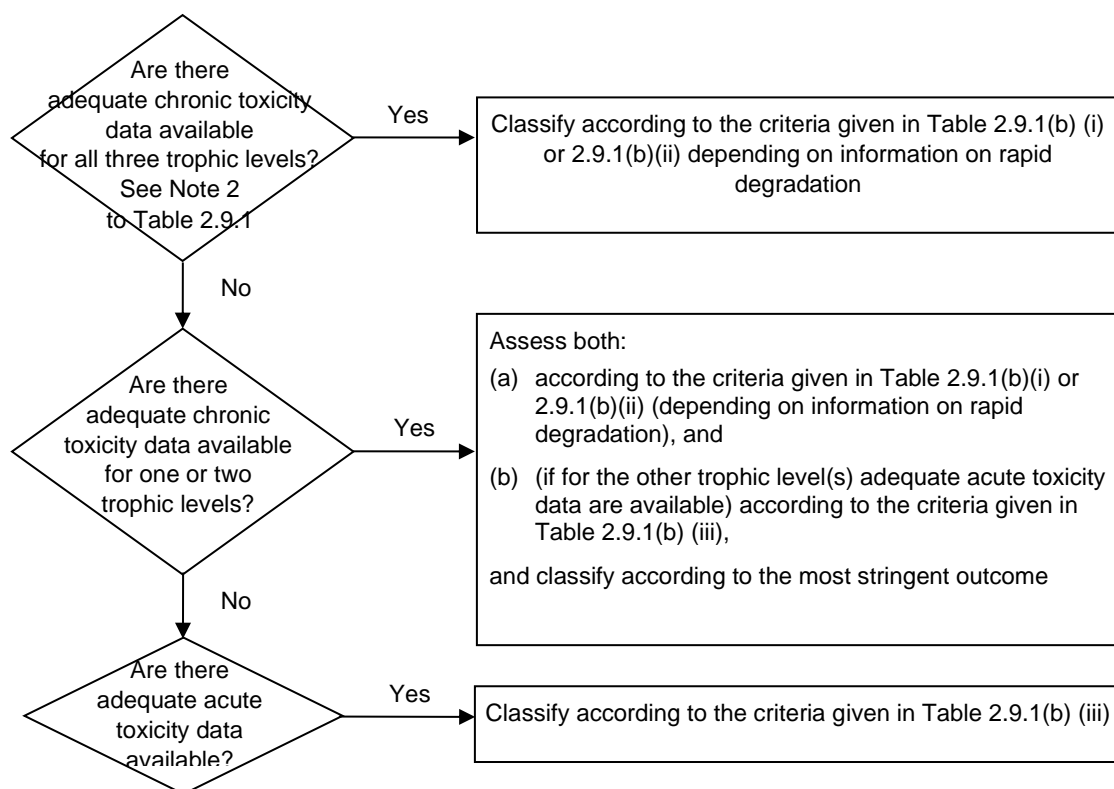 Are there
adequate chronic toxicity
data available
for all three trophic levels?
See Note 2
to Table 2.9.1
Yes
Classify according to the criteria given in Table 2.9.1(b) (i)
or 2.9.1(b)(ii) depending on information on rapid
degradation
No
Are there
adequate chronic
toxicity data available
for one or two
trophic levels?
Yes
Assess both:
(a) according to the criteria given in Table 2.9.1(b)(i) or
2.9.1(b)(ii) (depending on information on rapid
degradation), and
(b) (if for the other trophic level(s) adequate acute toxicity
data are available) according to the criteria given in
Table 2.9.1(b) (iii),
and classify according to the most stringent outcome
No
Are there
adequate acute
toxicity data
available?
Yes
Classify according to the criteria given in Table 2.9.1(b) (iii)